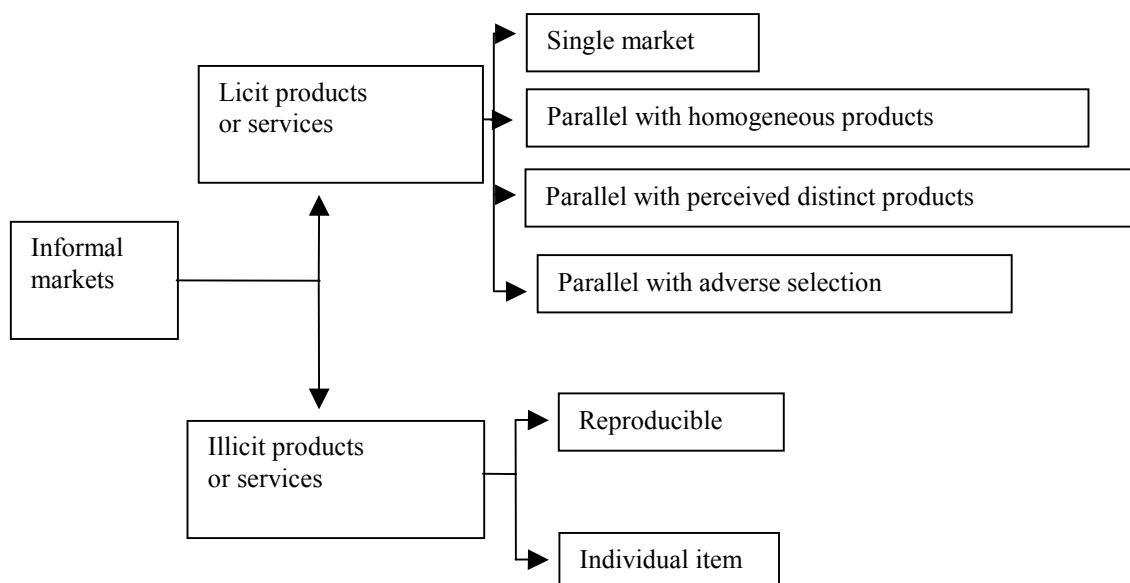 Single market
Licit products
or services
Parallel with homogeneous products
Parallel with perceived distinct products
Informal
markets
Parallel with adverse selection
Reproducible
Illicit products
or services
Individual item